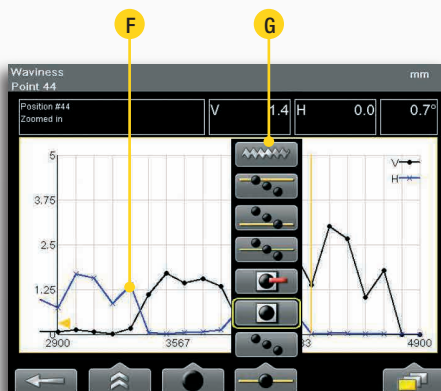 F G
Waviness mm
Point 44
Position #44
Zoomed in
V 1.4 H 0.0 0.7°
5
V
H
3.75
2.5
1.25
0
2900 3567 33 4900